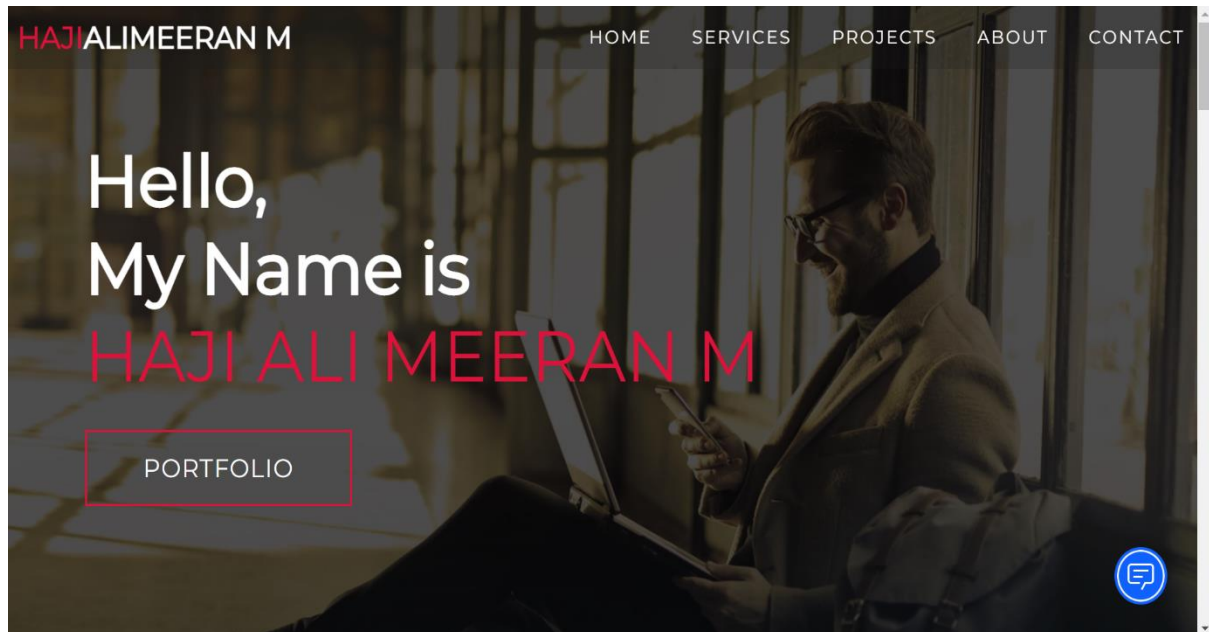 HAJIALIMEERAN M
HOME SERVICES PROJECTS ABOUT CONTACT
Hello,
My Name is
HAJI ALI MEERAN M
PORTFOLIO